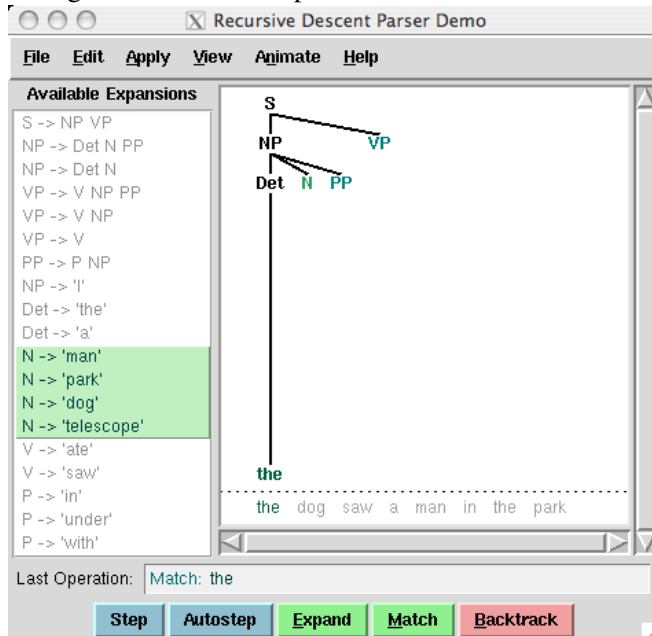 Recursive Descent Parser Demo
File Edit Apply View Animate Help
Available Expansions
S -> NP VP
NP -> Det N PP
NP -> Det N
VP -> V NP PP
VP -> V NP
VP -> V
PP -> P NP
NP -> 'I'
Det -> 'the'
Det -> 'a'
N -> 'man'
N -> 'park'
N -> 'dog'
N -> 'telescope'
V -> 'ate'
V -> 'saw'
P -> 'in'
P -> 'under'
P -> 'with'
S
NP VP
Det N PP
the
the dog saw a man in the park
Last Operation: Match: the
Step Autostep Expand Match Backtrack